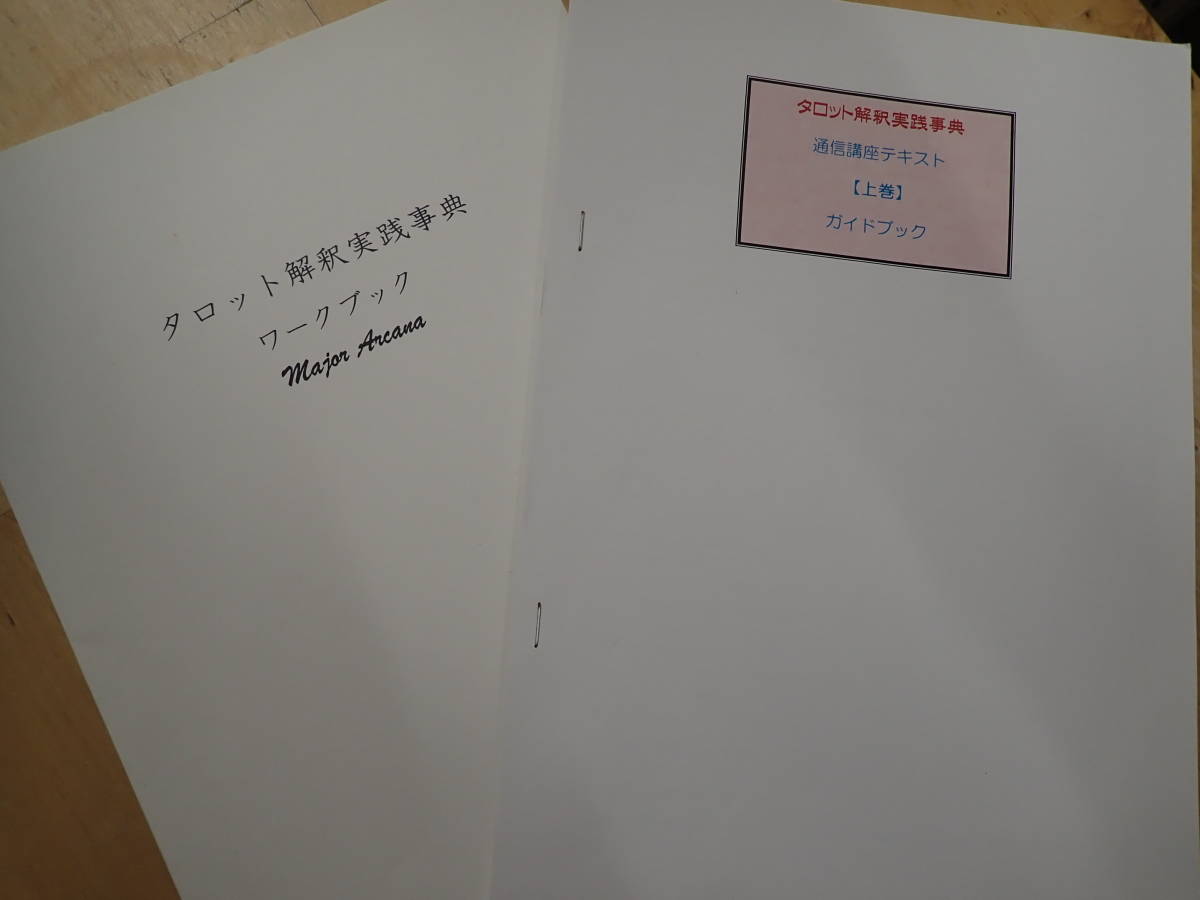 タロット解釈実践事典
ワークブック
Major Arcana
タロット解釈実践事典
通信講座テキスト
【上巻】
ガイドブック